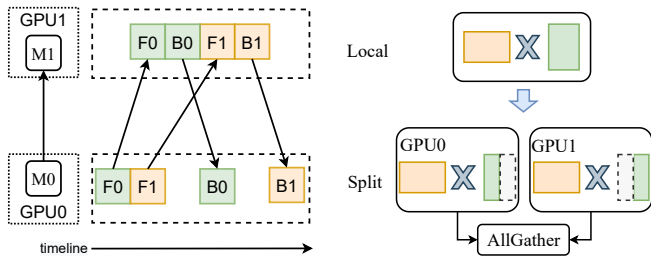 GPU1
M1
F0 B0 F1 B1
M0
GPU0
F0 F1 B0 B1
timeline
Local
X
Split
GPU0
X
GPU1
X
AllGather